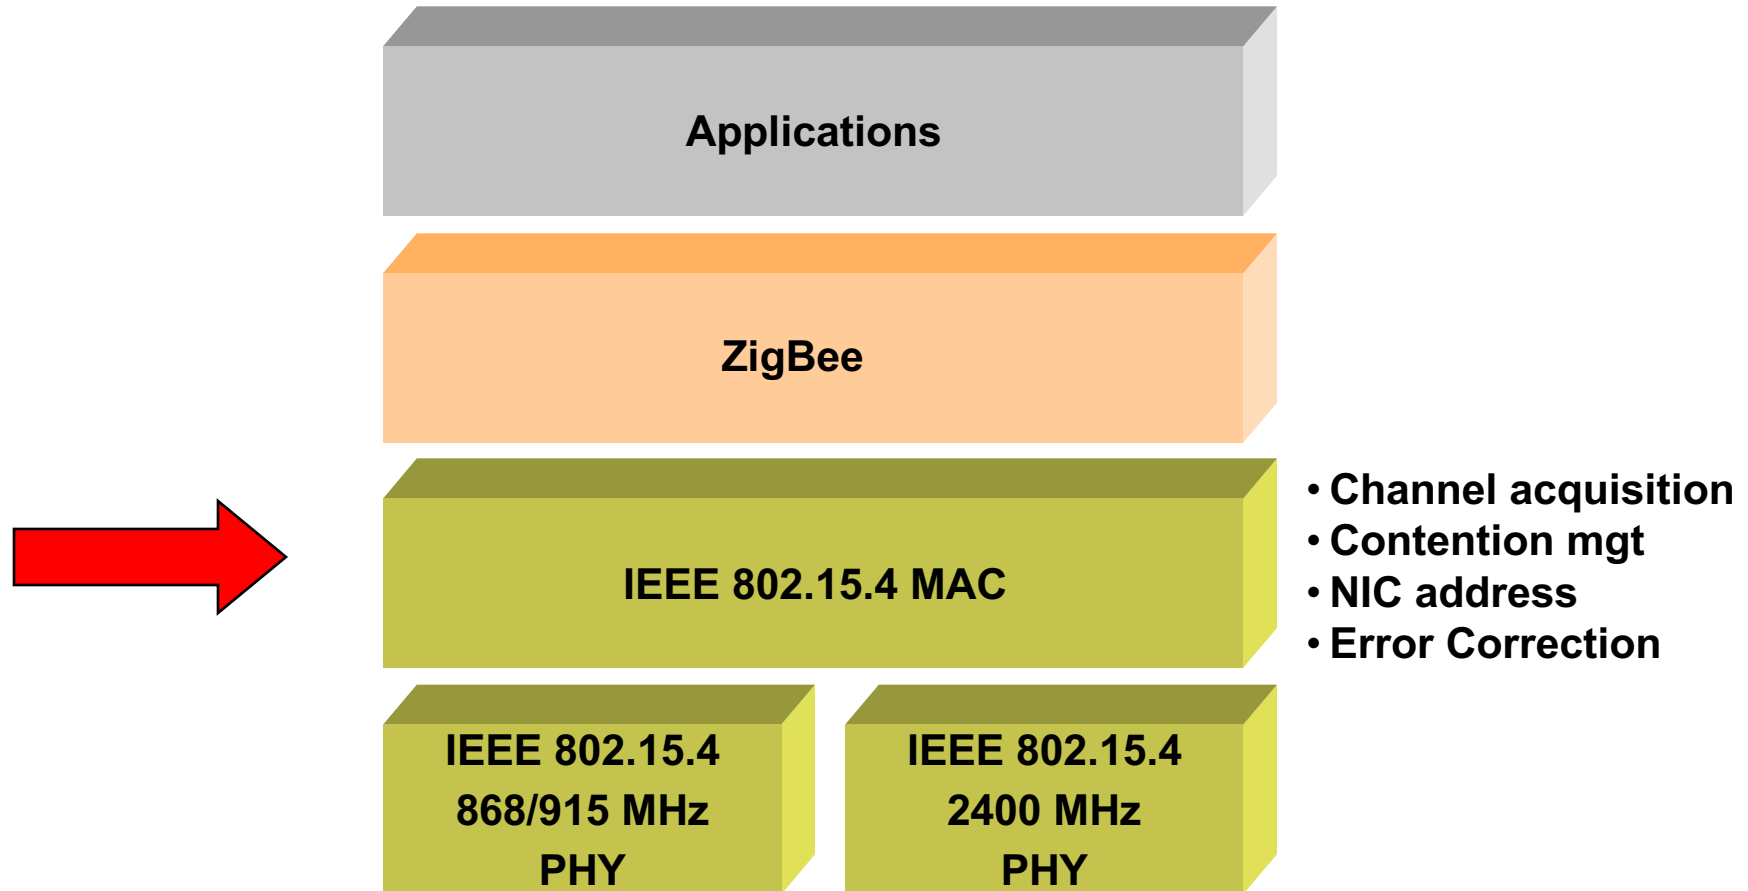 Applications
ZigBee
IEEE 802.15.4 MAC
• Channel acquisition
• Contention mgt
• NIC address
• Error Correction
IEEE 802.15.4
868/915 MHz
PHY
IEEE 802.15.4
2400 MHz
PHY